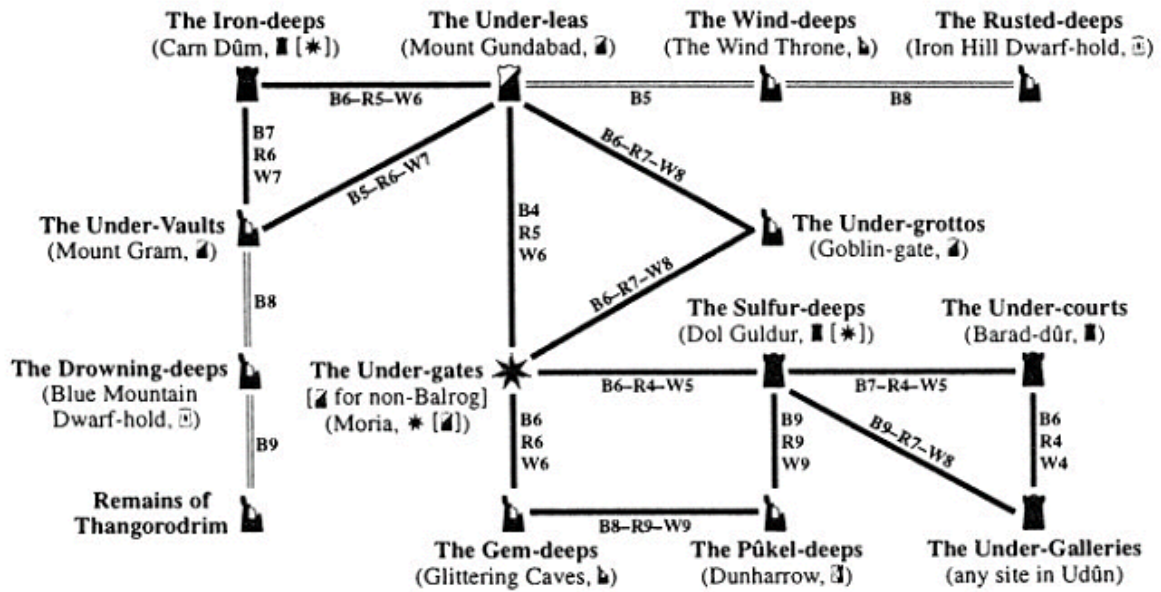 The Iron-deeps
(Carn Dûm, [ ])
The Under-leas
(Mount Gundabad, )
The Wind-deeps
(The Wind Throne, )
The Rusted-deeps
(Iron Hill Dwarf-hold, )
B6–R5–W6
B5
B8
B7
R6
W7
B5–R6–W7
B6–R7–W8
The Under-Vaults
(Mount Gram, )
B4
R5
W6
The Under-grottos
(Goblin-gate, )
B8
B6–R7–W8
The Sulfur-deeps
(Dol Guldur, [ ])
The Under-courts
(Barad-dûr, )
The Drowning-deeps
(Blue Mountain
Dwarf-hold, )
The Under-gates
[ for non-Balrog]
(Moria, [ ])
B6–R4–W5
B7–R4–W5
B9
B6
R6
W6
B9
R9
W9
B9–R7–W8
B6
R4
W4
Remains of
Thangorodrim
B8–R9–W9
The Gem-deeps
(Glittering Caves, )
The Pûkel-deeps
(Dunharrow, )
The Under-Galleries
(any site in Udûn)